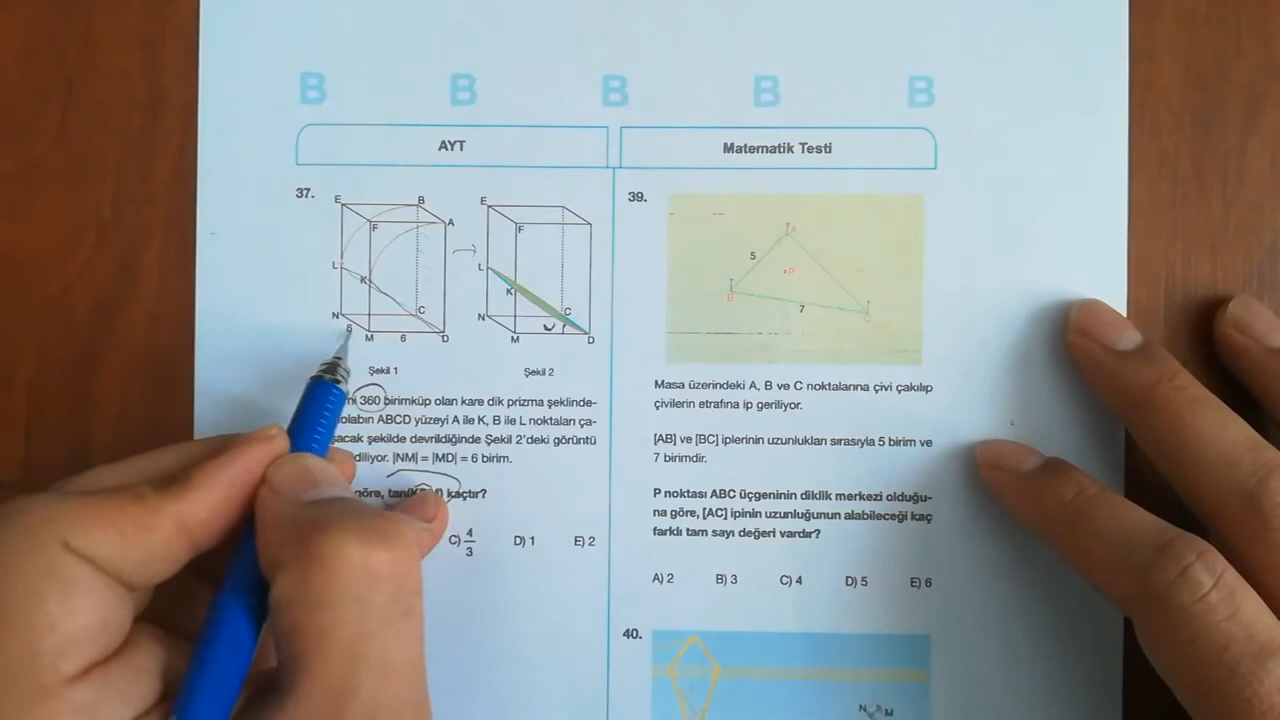 B B B B B
AYT
Matematik Testi
37.
E B
F A
L
K
N C
6
M 6 D
Şekil 1
E
F
L
K
N C
M D
Şekil 2
360 birimküp olan kare dik prizma şeklinde-
ABCD yüzeyi A ile K, B ile L noktaları ça-
şekilde devrildiğinde Şekil 2'deki görüntü
|NM| = |MD| = 6 birim.
göre, kaçtır?
C) 4/3 D) 1 E) 2
39.
A
5
P
B
7
C
Masa üzerindeki A, B ve C noktalarına çivi çakılıp
çivilerin etrafına ip geriliyor.
[AB] ve [BC] iplerinin uzunlukları sırasıyla 5 birim ve
7 birimdir.
P noktası ABC üçgeninin diklik merkezi olduğu-
na göre, [AC] ipinin uzunluğunun alabileceği kaç
farklı tam sayı değeri vardır?
A) 2 B) 3 C) 4 D) 5 E) 6
40.
N M